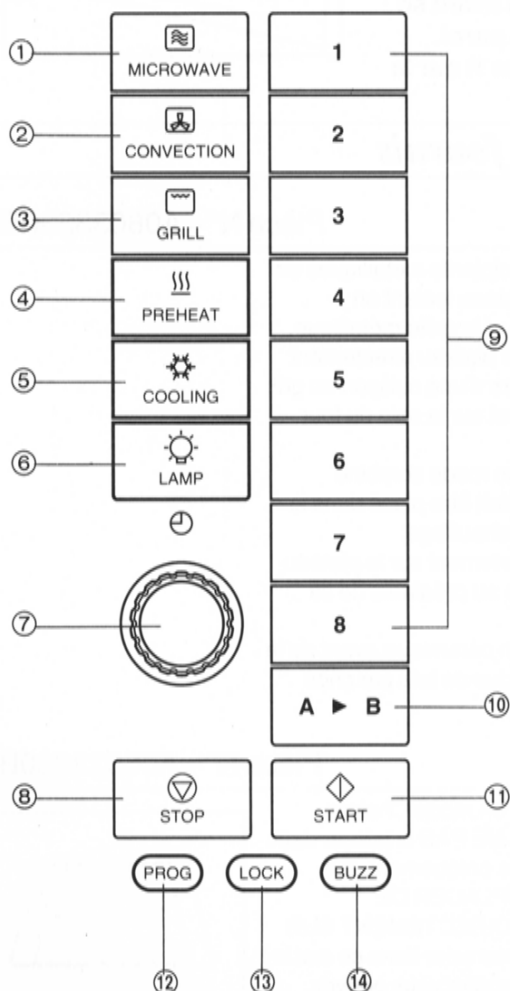 ① MICROWAVE 1
② CONVECTION 2
③ GRILL 3
④ PREHEAT 4 ⑨
⑤ COOLING 5
⑥ LAMP 6
7
⑦ 8
A ▶ B ⑩
⑧ STOP START ⑪
PROG LOCK BUZZ
⑫ ⑬ ⑭